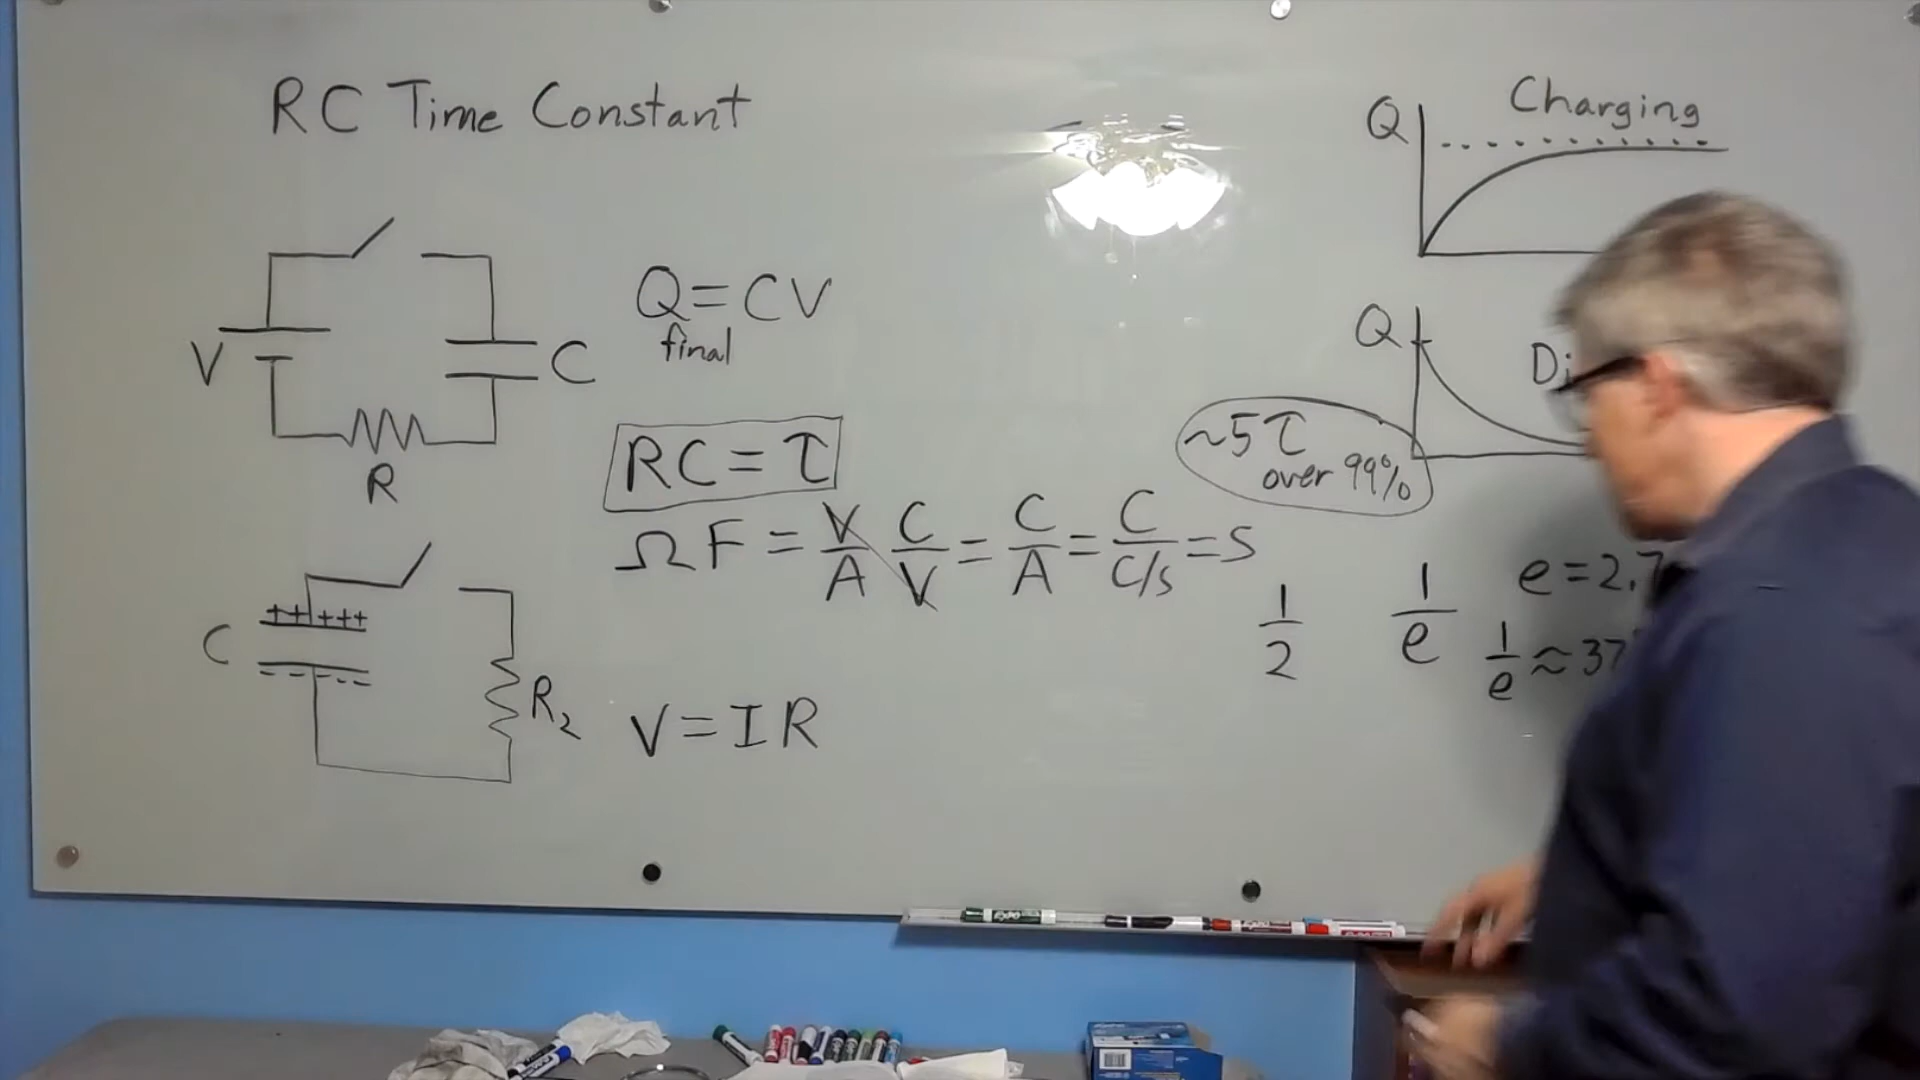 RC Time Constant
Charging
Q
V
C
R
Q = CV
final
Q
RC = τ
~5τ
over 99%
Ω F = V/A C/V = C/A = C/C/s = s
++ +++
C
- - - - -
R₂
V = IR
1/2
1/e
e = 2.7
1/e ≈ 37
EXPO